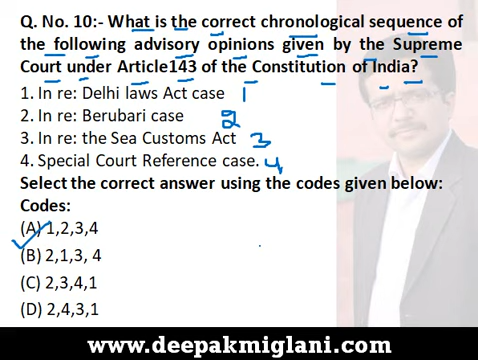 Q. No. 10:- What is the correct chronological sequence of
the following advisory opinions given by the Supreme
Court under Article143 of the Constitution of India?
1. In re: Delhi laws Act case 1
2. In re: Berubari case 2
3. In re: the Sea Customs Act 3
4. Special Court Reference case. 4
Select the correct answer using the codes given below:
Codes:
(A) 1,2,3,4
(B) 2,1,3, 4
(C) 2,3,4,1
(D) 2,4,3,1
www.deepakmiglani.com